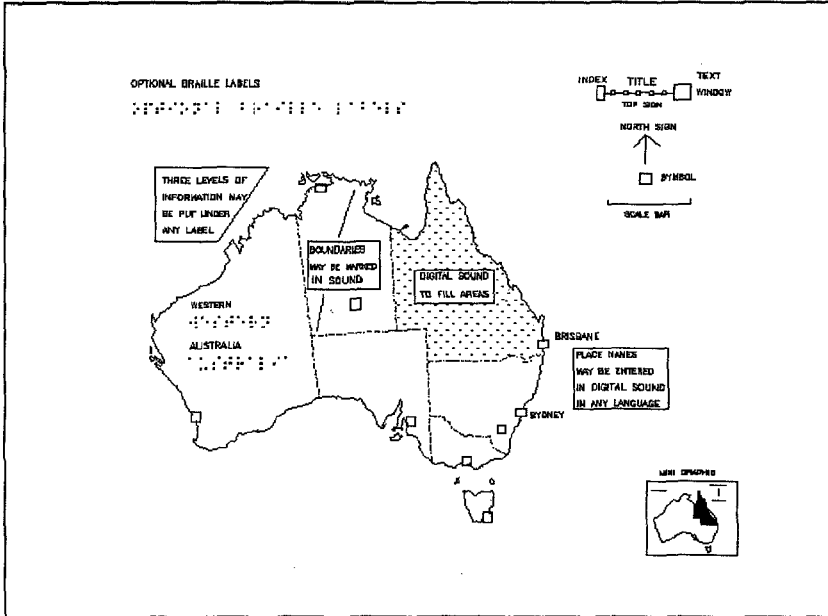 OPTIONAL BRAILLE LABELS
⠕⠏⠞⠊⠕⠝⠁⠇ ⠃⠗⠁⠊⠇⠇⠑ ⠇⠁⠃⠑⠇⠎
INDEX TITLE TEXT
WINDOW
TOP SIGN
NORTH SIGN
SYMBOL
SCALE BAR
THREE LEVELS OF
INFORMATION MAY
BE PUT UNDER
ANY LABEL
BOUNDARIES
MAY BE MARKED
IN SOUND
DIGITAL SOUND
TO FILL AREAS
WESTERN
⠺⠑⠎⠞⠑⠗⠝
AUSTRALIA
⠁⠥⠎⠞⠗⠁⠇⠊⠁
BRISBANE
PLACE NAMES
MAY BE ENTERED
IN DIGITAL SOUND
IN ANY LANGUAGE
SYDNEY
MINI GRAPHIC